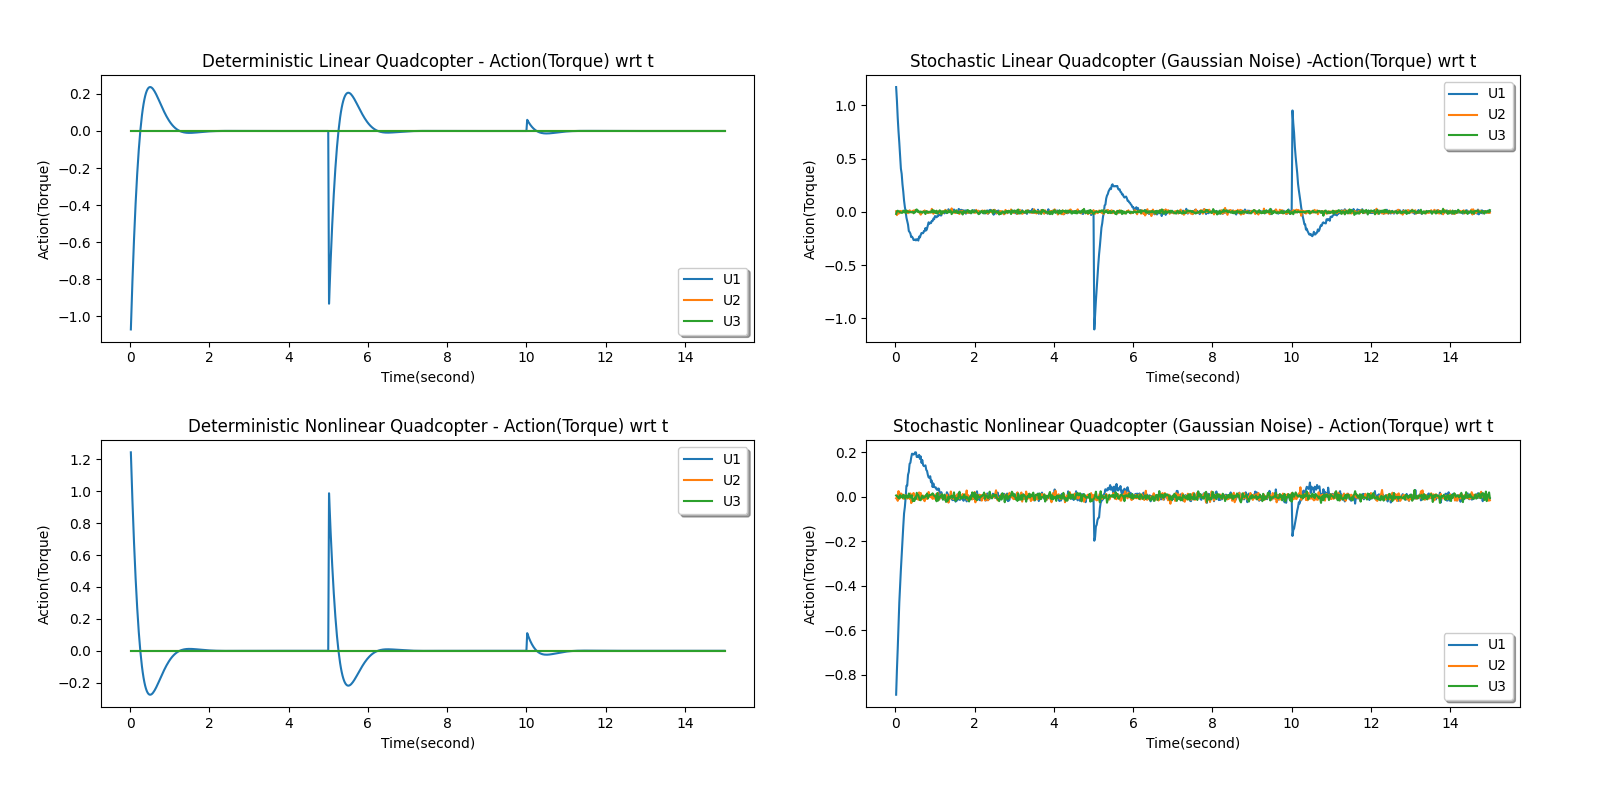 Deterministic Linear Quadcopter - Action(Torque) wrt t
Action(Torque)
0.2
0.0
−0.2
−0.4
−0.6
−0.8
−1.0
0 2 4 6 8 10 12 14
Time(second)
U1
U2
U3
Stochastic Linear Quadcopter (Gaussian Noise) -Action(Torque) wrt t
Action(Torque)
1.0
0.5
0.0
−0.5
−1.0
0 2 4 6 8 10 12 14
Time(second)
U1
U2
U3
Deterministic Nonlinear Quadcopter - Action(Torque) wrt t
Action(Torque)
1.2
1.0
0.8
0.6
0.4
0.2
0.0
−0.2
0 2 4 6 8 10 12 14
Time(second)
U1
U2
U3
Stochastic Nonlinear Quadcopter (Gaussian Noise) - Action(Torque) wrt t
Action(Torque)
0.2
0.0
−0.2
−0.4
−0.6
−0.8
0 2 4 6 8 10 12 14
Time(second)
U1
U2
U3